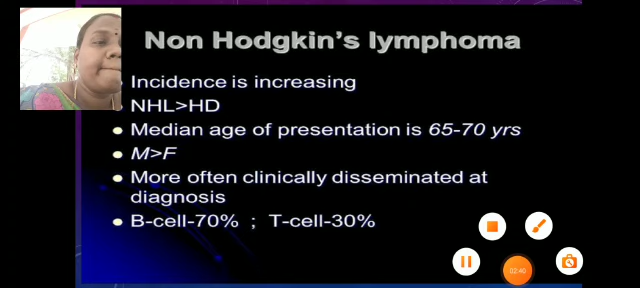 Non Hodgkin's lymphoma
Incidence is increasing
NHL>HD
Median age of presentation is 65-70 yrs
M>F
More often clinically disseminated at
diagnosis
B-cell-70% ; T-cell-30%
02:40